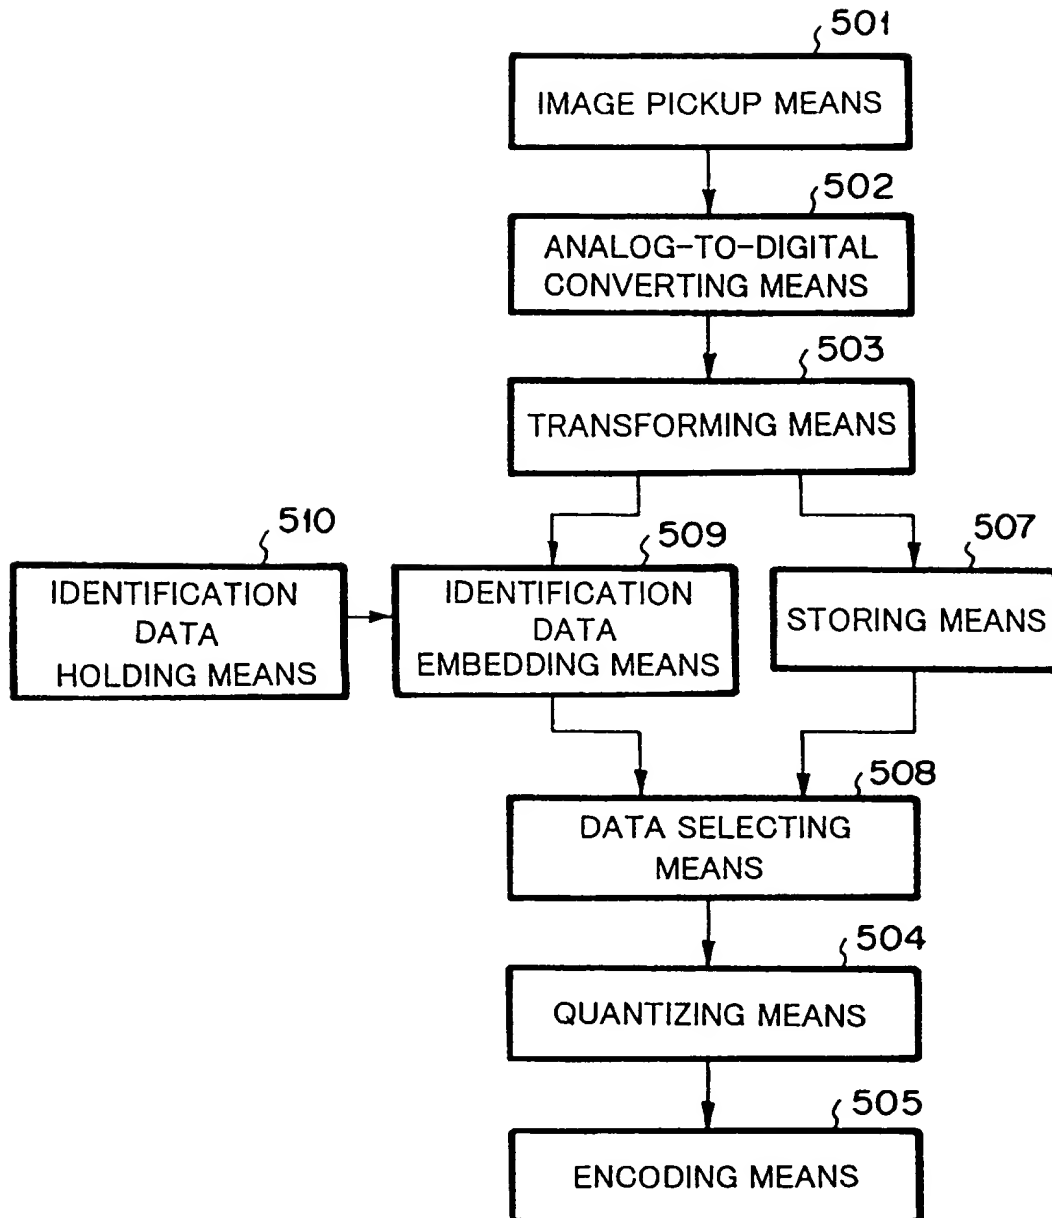 501
IMAGE PICKUP MEANS
502
ANALOG-TO-DIGITAL
CONVERTING MEANS
503
TRANSFORMING MEANS
510
IDENTIFICATION
DATA
HOLDING MEANS
509
IDENTIFICATION
DATA
EMBEDDING MEANS
507
STORING MEANS
508
DATA SELECTING
MEANS
504
QUANTIZING MEANS
505
ENCODING MEANS